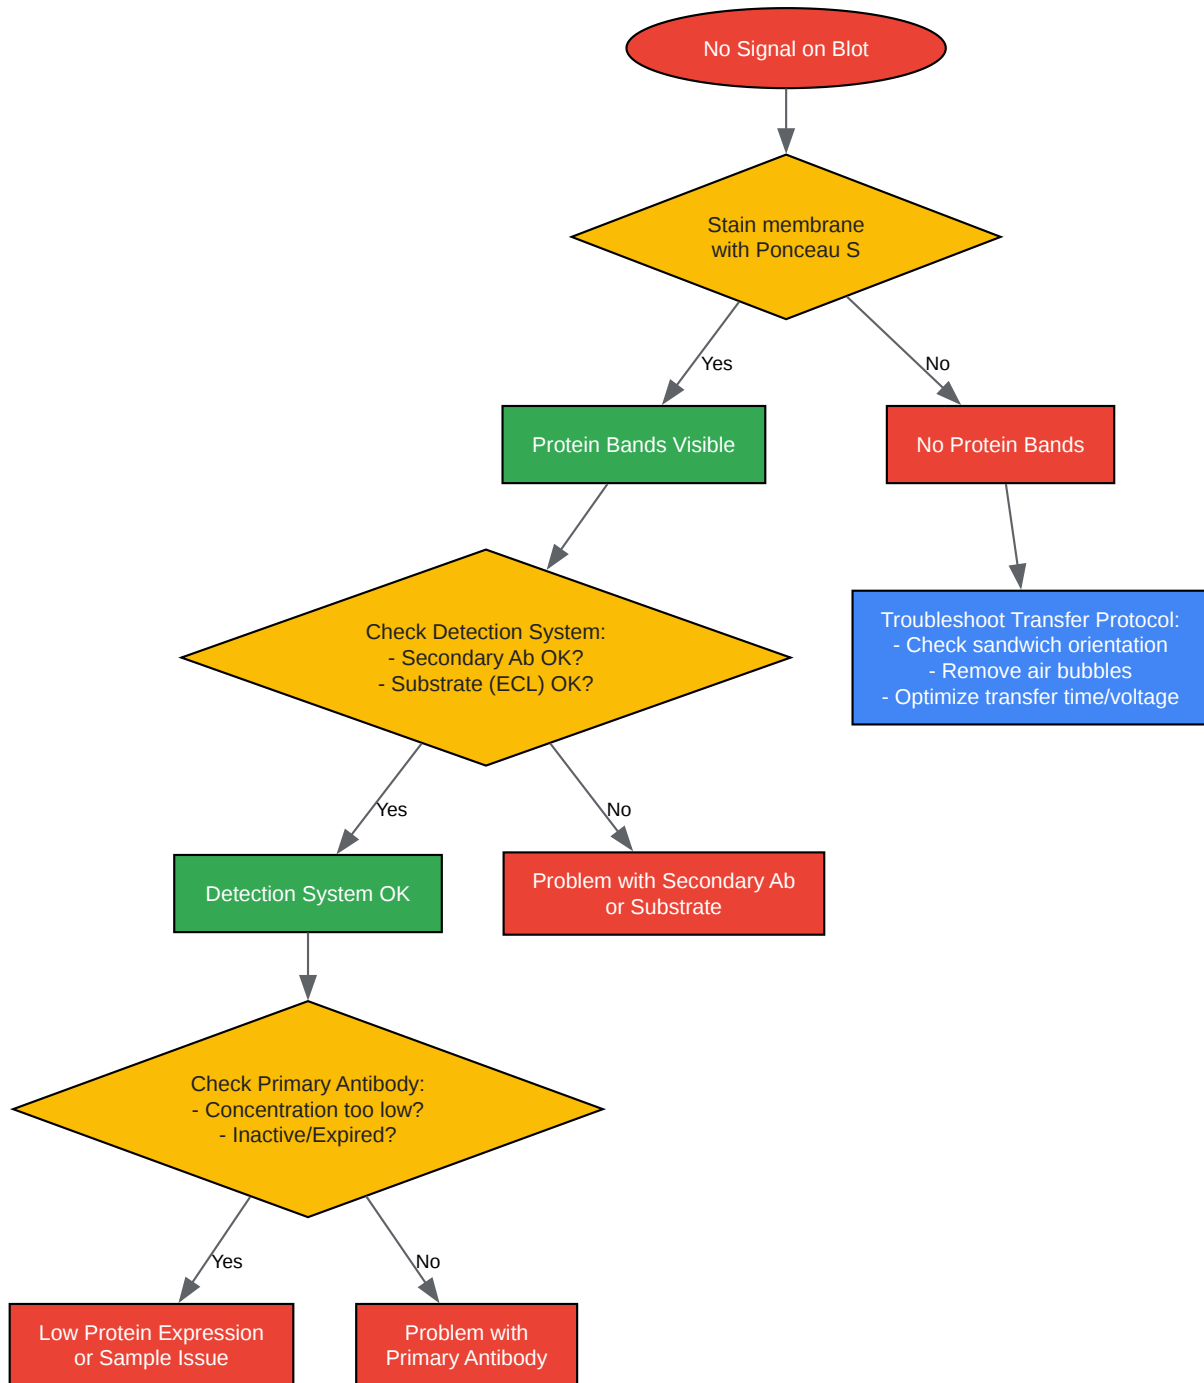 No Signal on Blot
Stain membrane
with Ponceau S
Yes
No
Protein Bands Visible
No Protein Bands
Check Detection System:
- Secondary Ab OK?
- Substrate (ECL) OK?
Troubleshoot Transfer Protocol:
- Check sandwich orientation
- Remove air bubbles
- Optimize transfer time/voltage
Yes
No
Detection System OK
Problem with Secondary Ab
or Substrate
Check Primary Antibody:
- Concentration too low?
- Inactive/Expired?
Yes
No
Low Protein Expression
or Sample Issue
Problem with
Primary Antibody